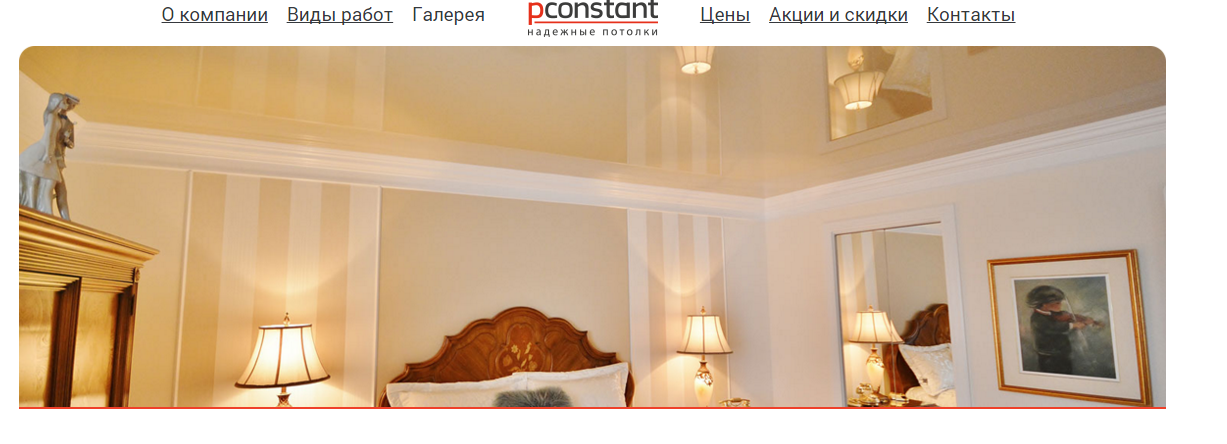 О компании Виды работ Галерея pconstant Цены Акции и скидки Контакты
надежные потолки